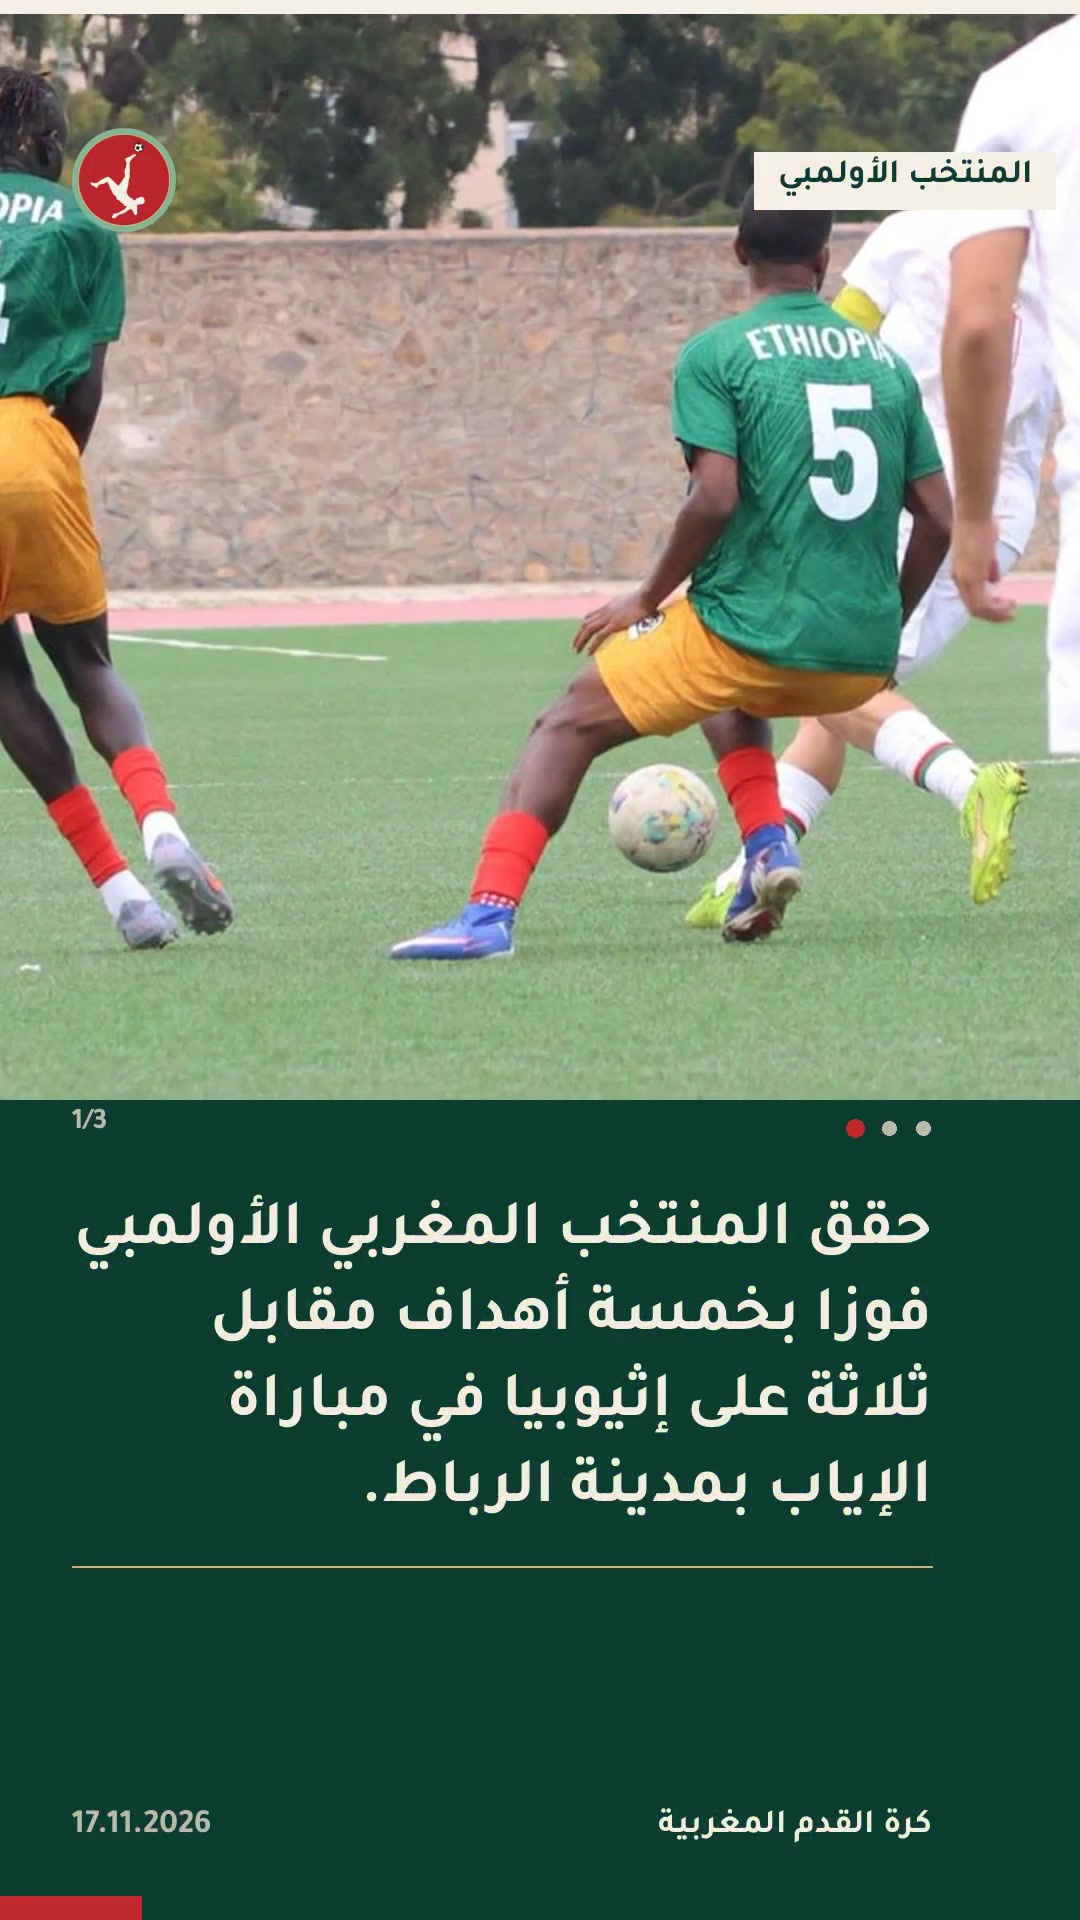 المنتخب الأولمبي
OPIA
ETHIOPIA
5
1/3
حقق المنتخب المغربي الأولمبي
فوزا بخمسة أهداف مقابل
ثلاثة على إثيوبيا في مباراة
الإياب بمدينة الرباط.
17.11.2026
كرة القدم المغربية